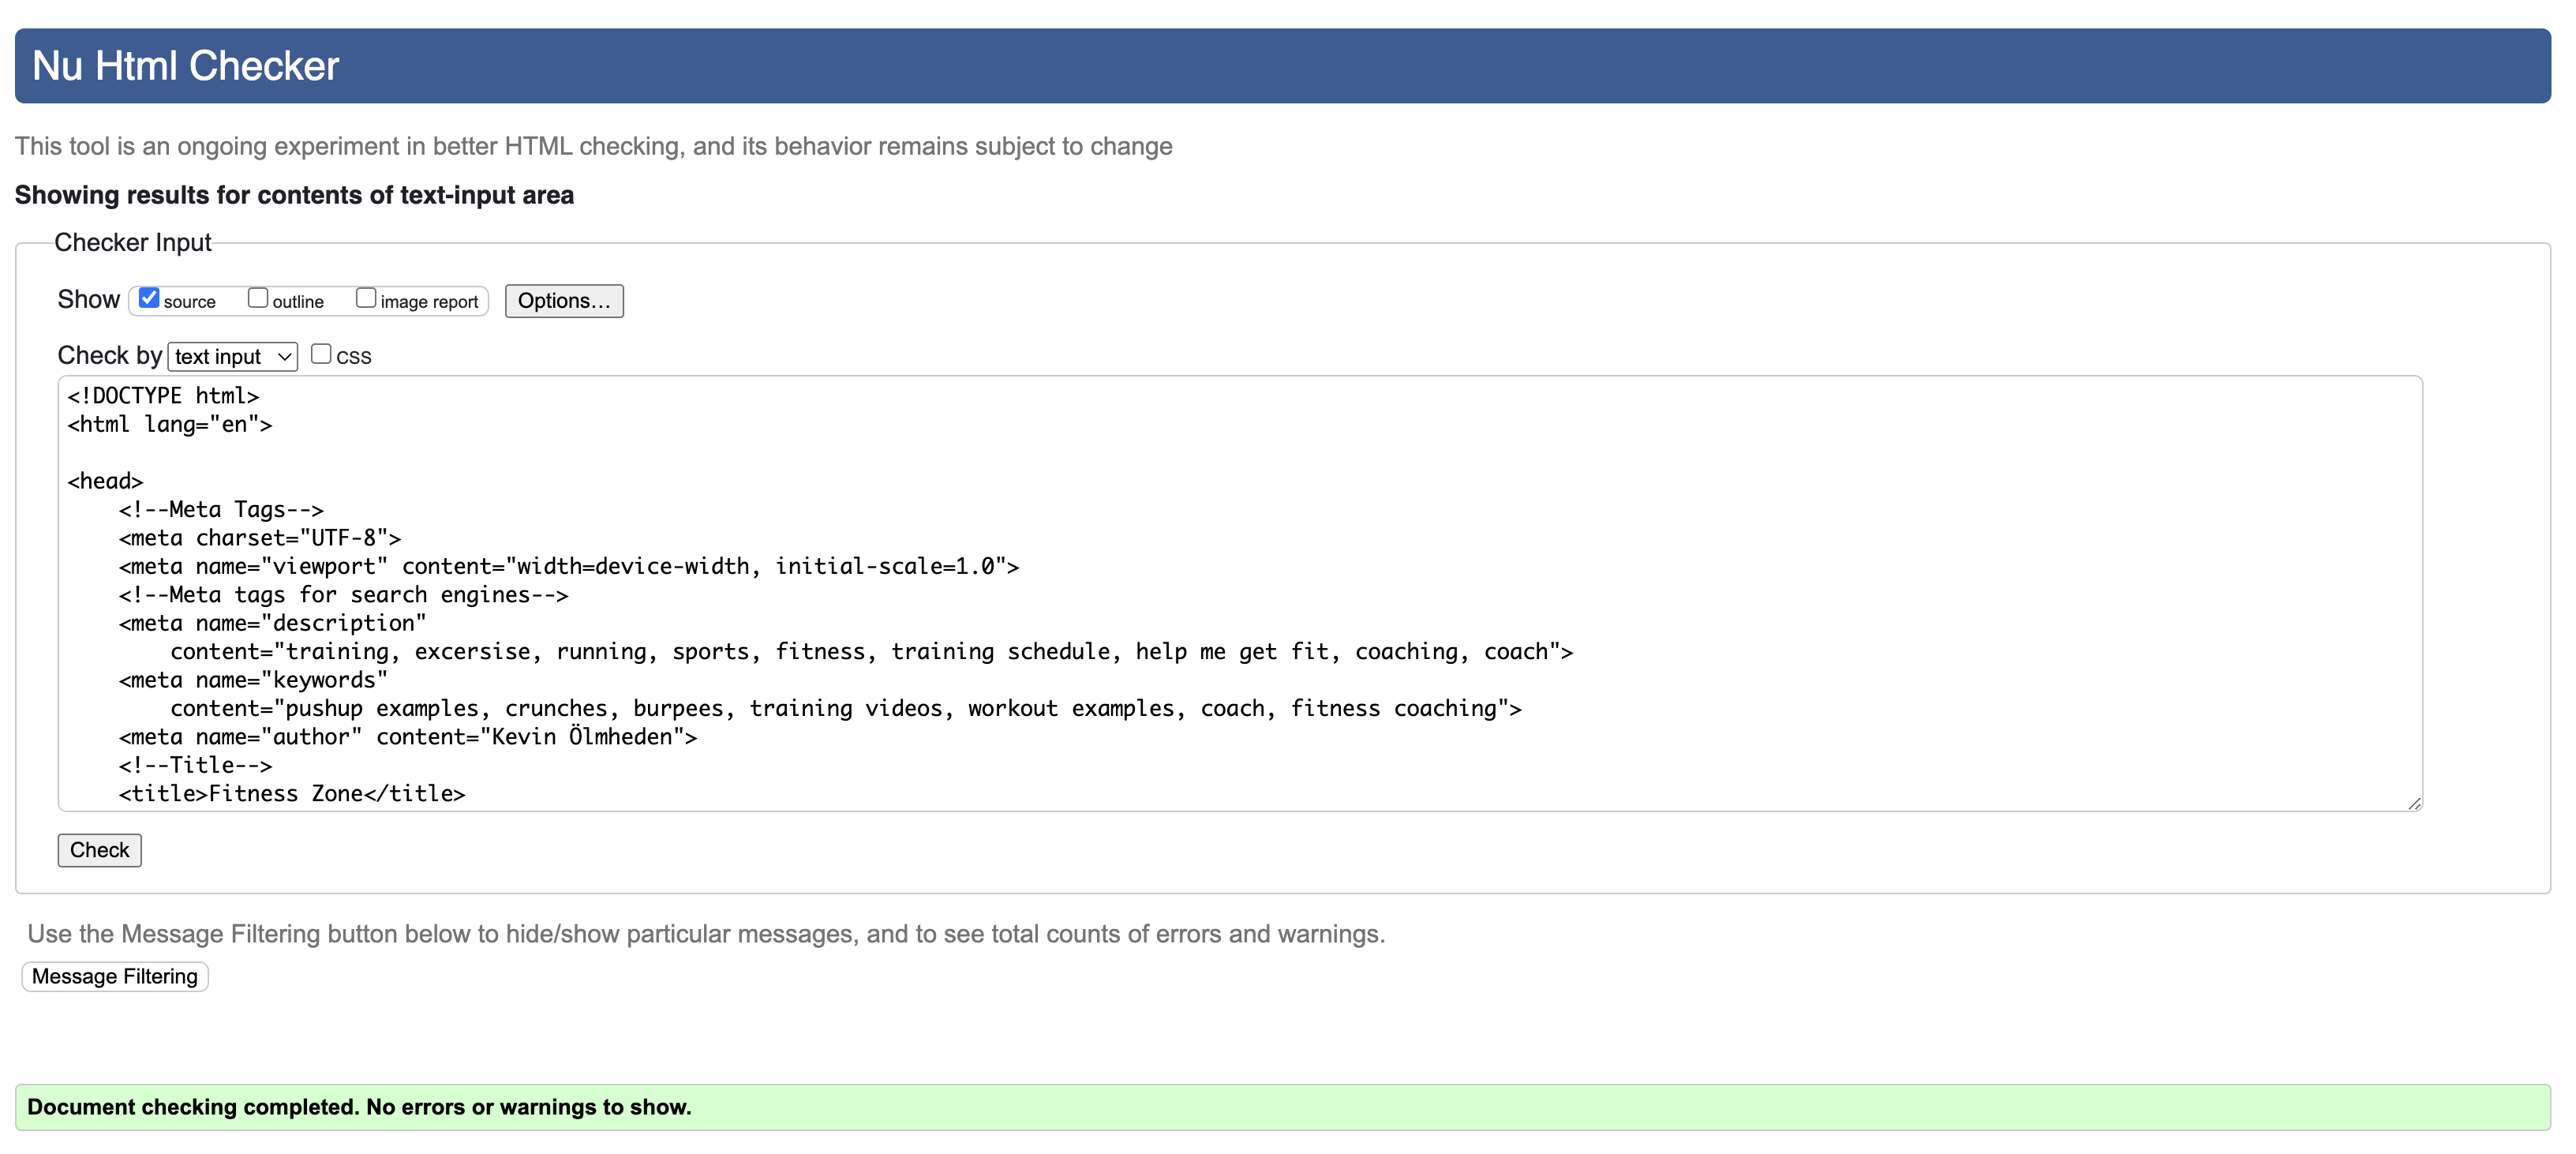 Nu Html Checker
This tool is an ongoing experiment in better HTML checking, and its behavior remains subject to change
Showing results for contents of text-input area
Checker Input
Show source outline image report Options...
Check by text input CSS
<!DOCTYPE html>
<html lang="en">
<head>
<!--Meta Tags-->
<meta charset="UTF-8">
<meta name="viewport" content="width=device-width, initial-scale=1.0">
<!--Meta tags for search engines-->
<meta name="description"
content="training, excersise, running, sports, fitness, training schedule, help me get fit, coaching, coach">
<meta name="keywords"
content="pushup examples, crunches, burpees, training videos, workout examples, coach, fitness coaching">
<meta name="author" content="Kevin Ölmheden">
<!--Title-->
<title>Fitness Zone</title>
Check
Use the Message Filtering button below to hide/show particular messages, and to see total counts of errors and warnings.
Message Filtering
Document checking completed. No errors or warnings to show.